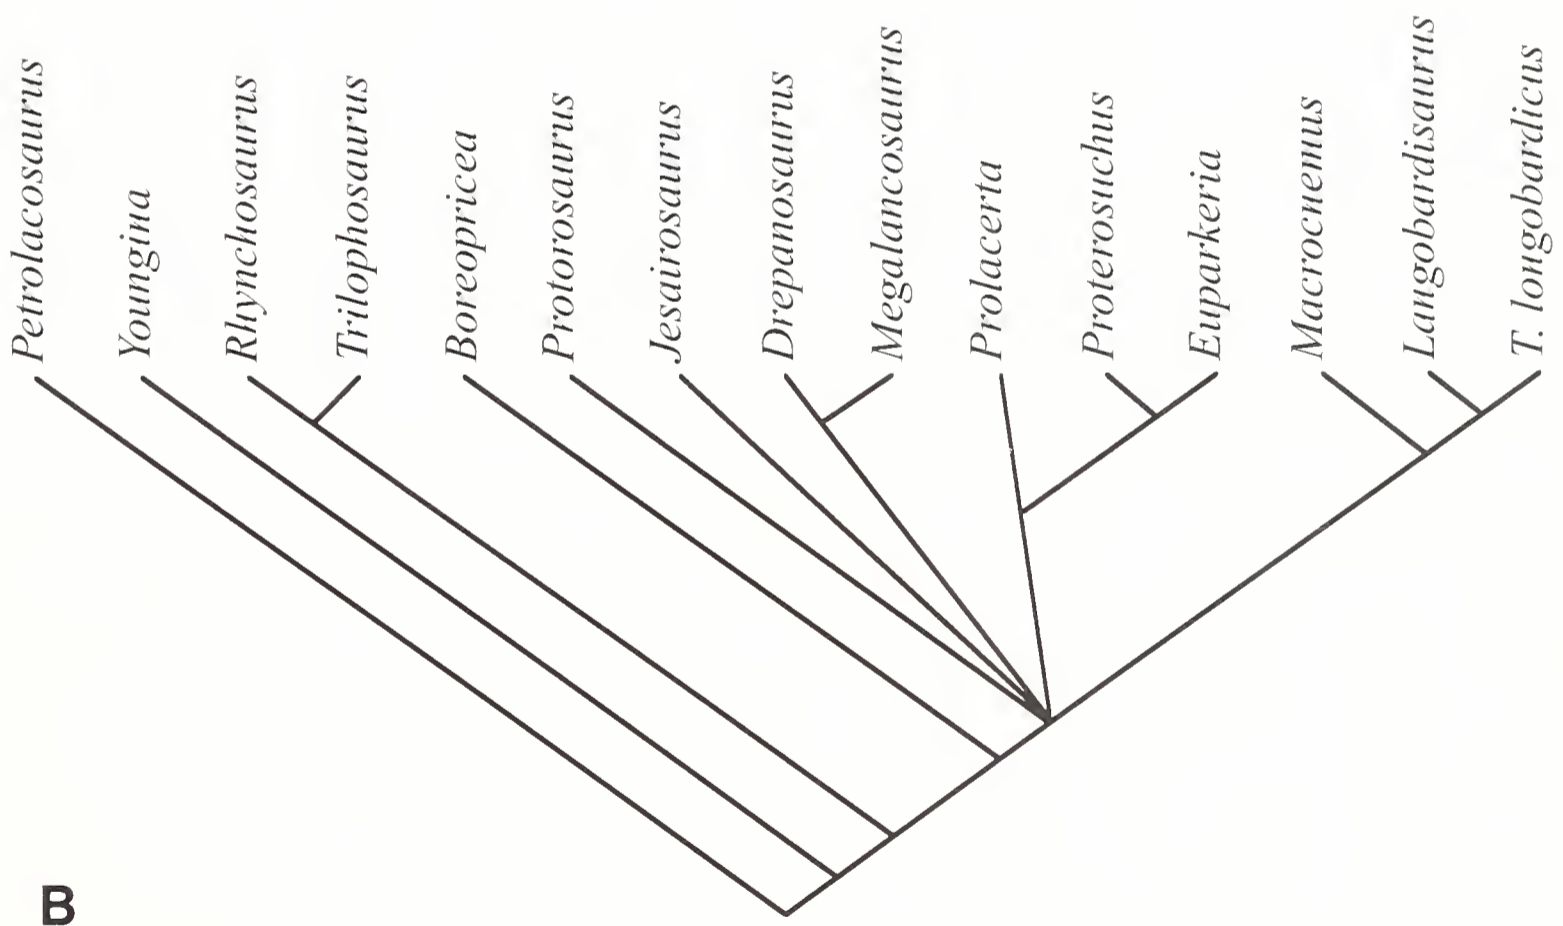 Petrolacosaurus
Youngina
Rhynchosaurus
Trilophosaurus
Boreopricea
Protorosaurus
Jesairosaurus
Drepanosaurus
Megalancosaurus
Prolacerta
Proterosuchus
Euparkeria
Macrocnemus
Langobardisaurus
T. longobardicus
B